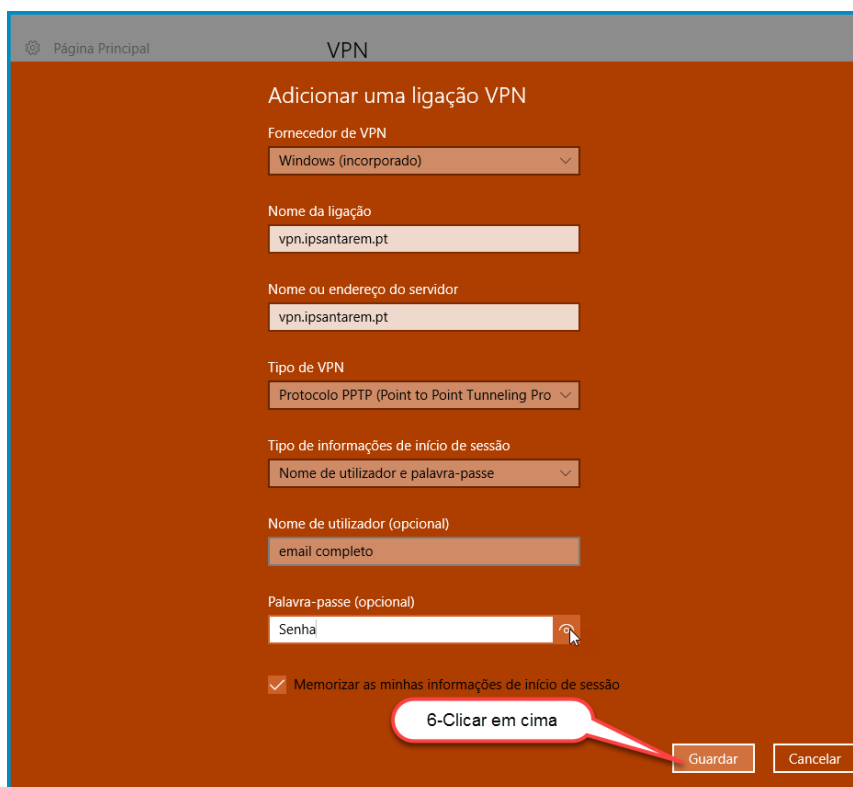 Página Principal
VPN
Adicionar uma ligação VPN
Fornecedor de VPN
Windows (incorporado)
Nome da ligação
vpn.ipsantarem.pt
Nome ou endereço do servidor
vpn.ipsantarem.pt
Tipo de VPN
Protocolo PPTP (Point to Point Tunneling Pro
Tipo de informações de início de sessão
Nome de utilizador e palavra-passe
Nome de utilizador (opcional)
email completo
Palavra-passe (opcional)
Senha
Memorizar as minhas informações de início de sessão
6-Clicar em cima
Guardar
Cancelar